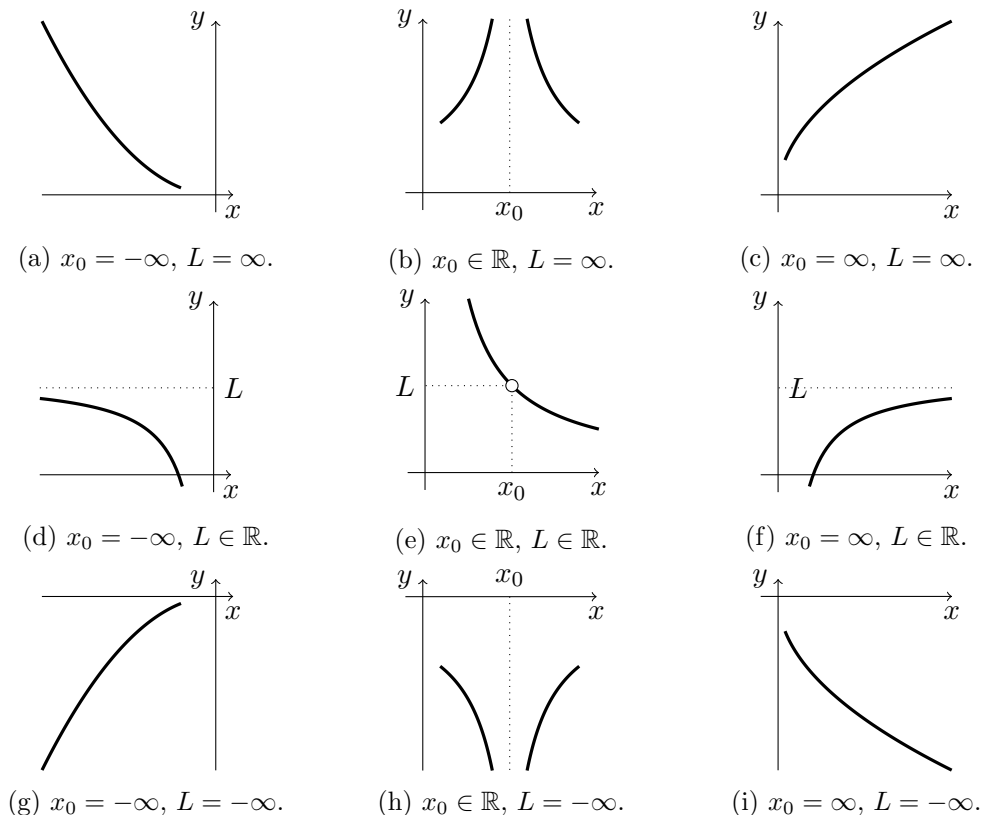 y
x
(a) x₀ = −∞, L = ∞.
x₀
x
(b) x₀ ∈ ℝ, L = ∞.
y
x
(c) x₀ = ∞, L = ∞.
y
L
x
(d) x₀ = −∞, L ∈ ℝ.
y
L
x₀
x
(e) x₀ ∈ ℝ, L ∈ ℝ.
y
L
x
(f) x₀ = ∞, L ∈ ℝ.
y
x
(g) x₀ = −∞, L = −∞.
y
x₀
x
(h) x₀ ∈ ℝ, L = −∞.
y
x
(i) x₀ = ∞, L = −∞.